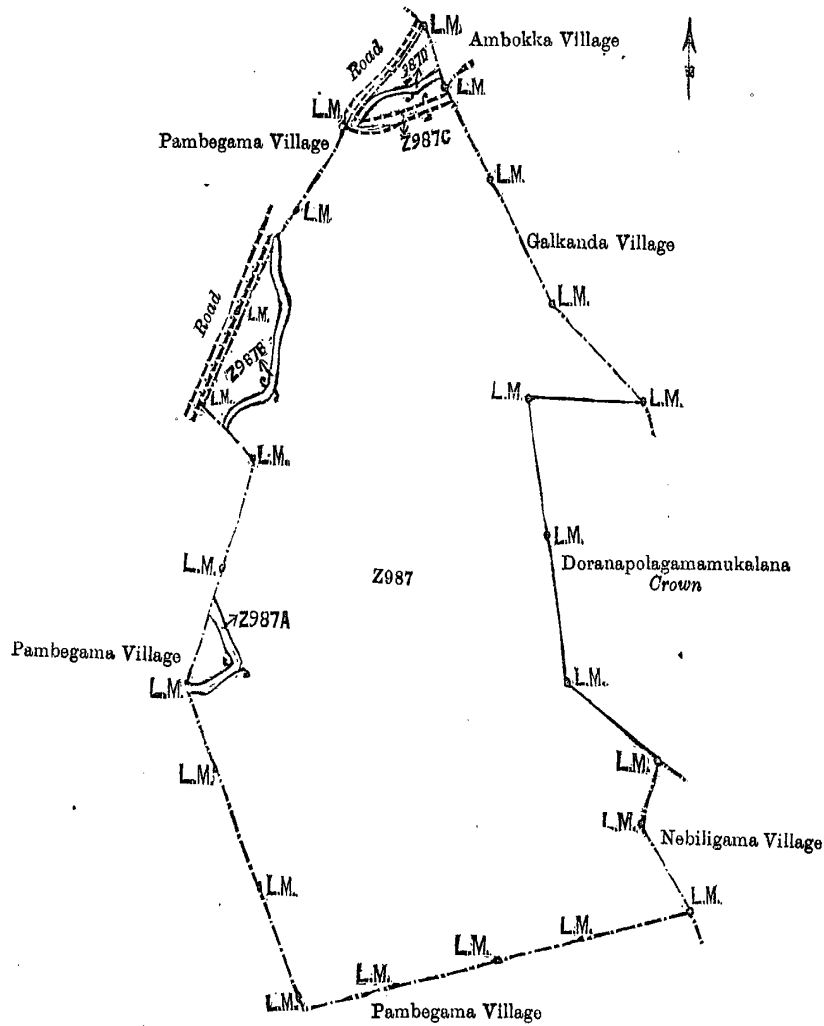 L.M.
Ambokka Village
Road
987D
L.M.
L.M.
Z987C
Pambegama Village
L.M.
L.M.
Galkanda Village
L.M.
Road
L.M.
Z987B
L.M.
L.M.
L.M.
L.M.
L.M.
L.M.
Doranapolagamamukalana
Crown
Z987
Z987A
Pambegama Village
L.M.
L.M.
L.M.
L.M.
L.M.
Nebiligama Village
L.M.
L.M.
L.M.
L.M.
L.M.
L.M.
Pambegama Village